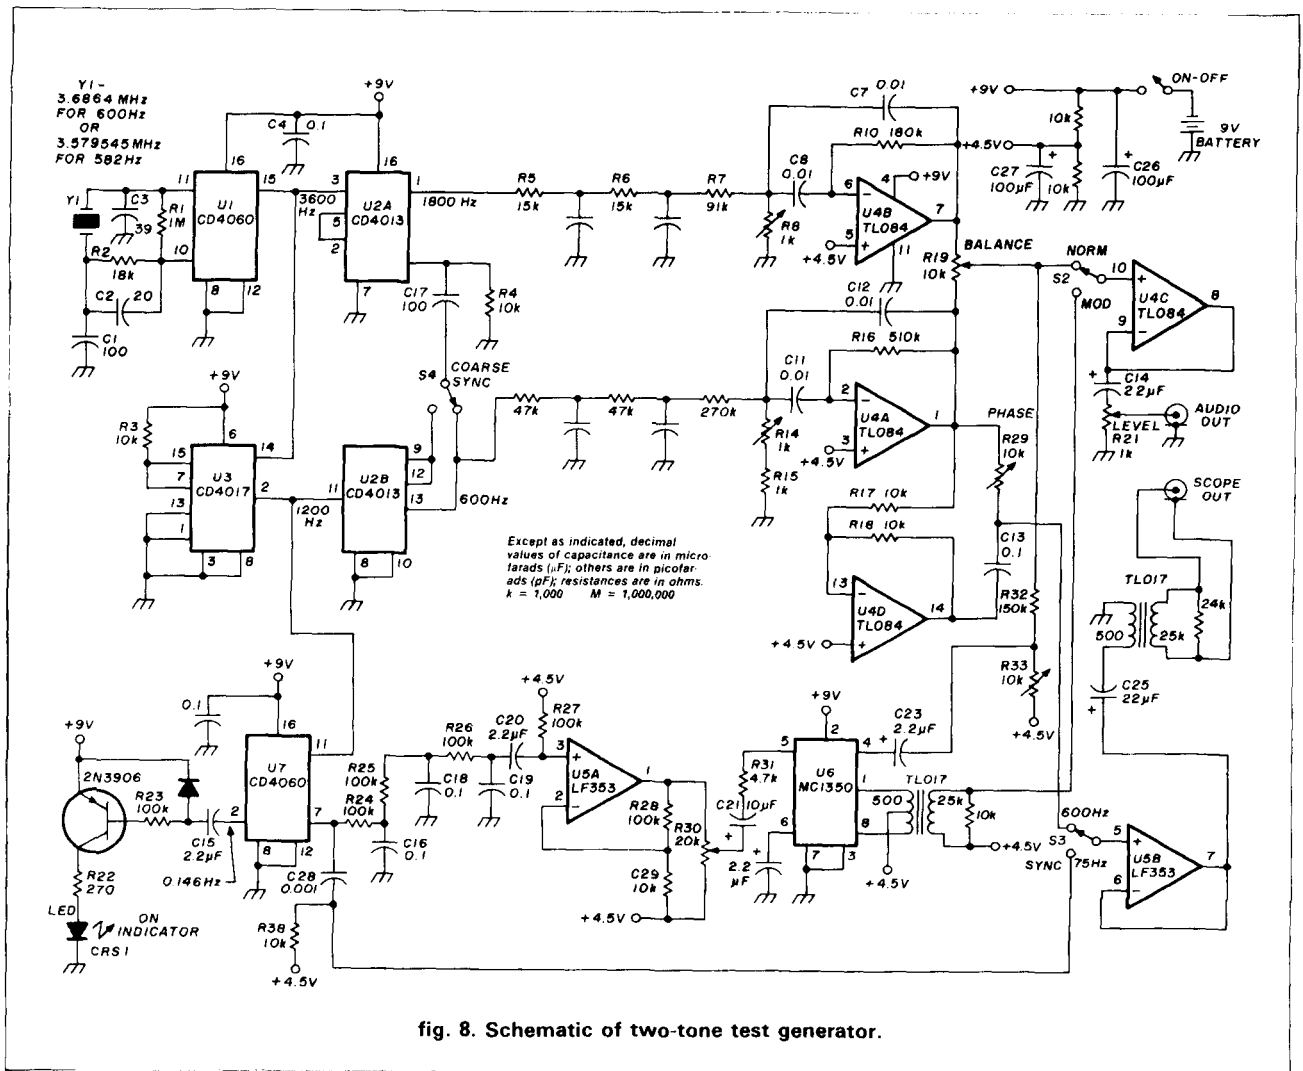 Y1-
3.6864 MHz
FOR 600Hz
OR
3.579545 MHz
FOR 582Hz
+9V
C4
0.1
16
16
11
15
3
1
Y1
C3
39
R1
1M
U1
CD4060
3600
Hz
U2A
CD4013
5
2
1800 Hz
R2
18k
10
C2
20
8
12
7
C1
100
C17
100
R4
10k
R5
15k
R6
15k
R7
91k
C7
0.01
R10 180k
C8
0.01
R8
1k
6
4
+9V
U4B
TL084
7
5
+4.5V
11
+9V
ON-OFF
10k
9V
BATTERY
+4.5V
C27
100µF
+
10k
+
C26
100µF
BALANCE
R19
10k
NORM
S2
MOD
10
+
U4C
TL084
8
9
-
+
C14
22µF
LEVEL
R21
1k
AUDIO
OUT
+9V
S4
COARSE
SYNC
R3
10k
6
14
15
7
U3
CD4017
2
13
1
3
8
1200
Hz
11
U2B
CD4013
9
12
13
600Hz
8
10
47k
47k
270k
C12
0.01
R16 510k
C11
0.01
R14
1k
R15
1k
2
U4A
TL084
1
3
+4.5V
PHASE
R29
10k
R17 10k
R18 10k
C13
0.1
13
U4D
TL084
14
+4.5V
R32
150k
R33
10k
+4.5V
SCOPE
OUT
TL017
500
25k
24k
C25
22µF
+
Except as indicated, decimal
values of capacitance are in micro-
farads (µF); others are in picofar-
ads (pF); resistances are in ohms.
k = 1,000 M = 1,000,000
+9V
0.1
16
11
+9V
2N3906
R23
100k
C15
2.2µF
2
U7
CD4060
7
8
12
0.146Hz
R22
270
LED
ON
INDICATOR
CRS1
C28
0.001
R38
10k
+4.5V
R25
100k
R24
100k
C16
0.1
R26
100k
C18
0.1
C20
2.2µF
C19
0.1
+4.5V
R27
100k
3
+
U5A
LF353
1
2
-
R28
100k
R30
20k
C29
10k
+4.5V
R31
4.7k
C21
10µF
+
+
2.2
µF
+9V
2
5
4
U6
MC1350
1
6
8
7
3
C23
2.2µF
+
TL017
500
25k
10k
+4.5V
+4.5V
600Hz
S3
SYNC
75Hz
5
+
U5B
LF353
7
6
-
fig. 8. Schematic of two-tone test generator.